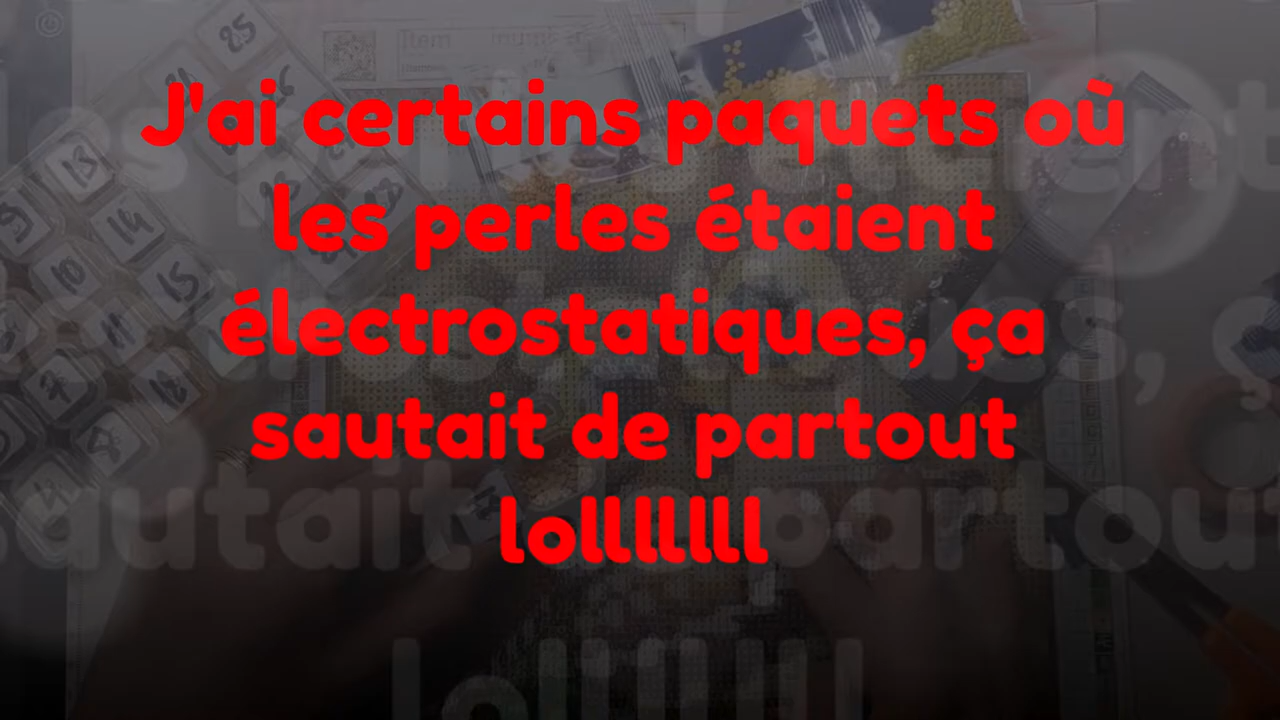 J'ai certains paquets où
les perles étaient
électrostatiques, ça
sautait de partout
lolllllll